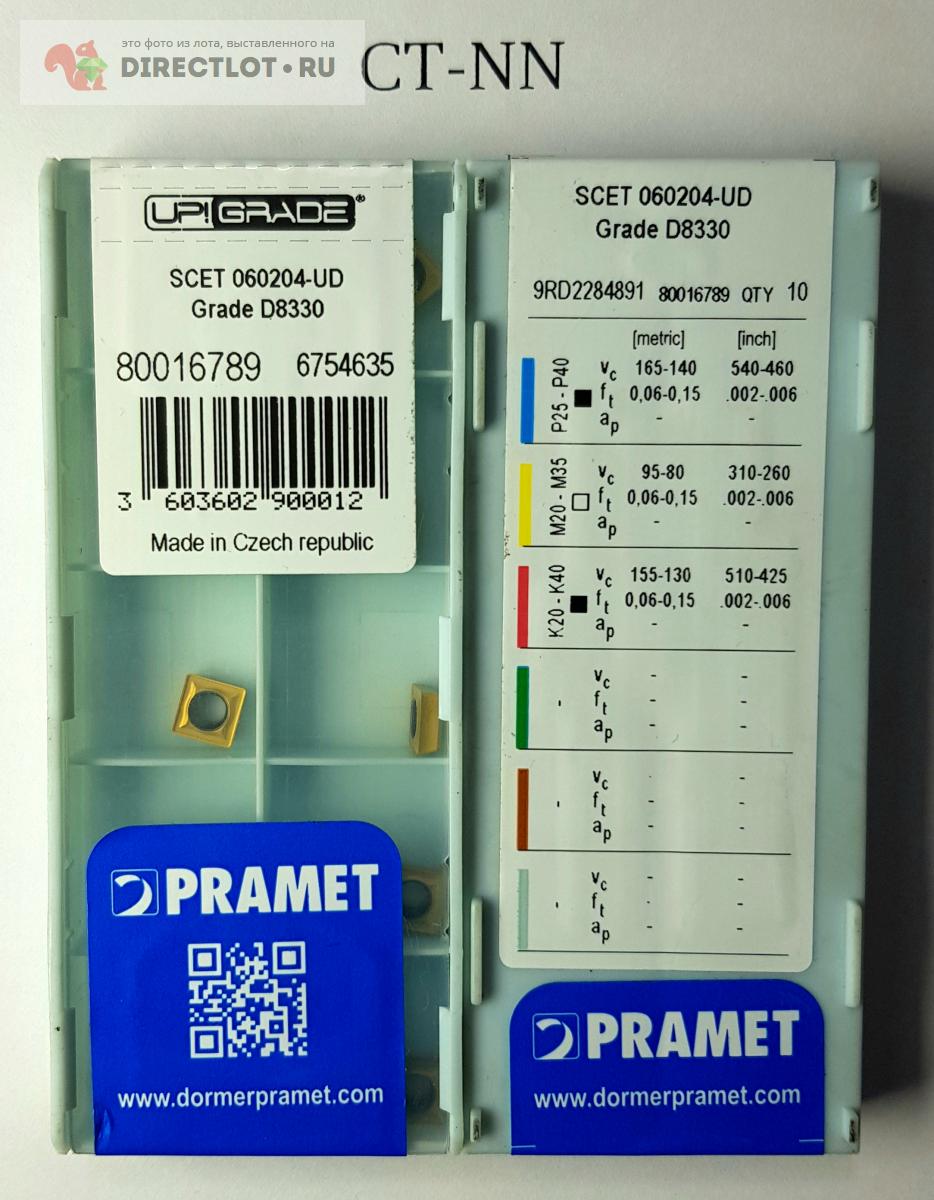 это фото из лота, выставленного на
DIRECTLOT.RU
CT-NN
UP!GRADE®
SCET 060204-UD
Grade D8330
80016789 6754635
3 603602 900012
Made in Czech republic
PRAMET
www.dormerpramet.com
SCET 060204-UD
Grade D8330
9RD2284891 80016789 QTY 10
[metric] [inch]
P25 - P40
vc 165-140 540-460
ft 0,06-0,15 .002-.006
ap - -
M20 - M35
vc 95-80 310-260
ft 0,06-0,15 .002-.006
ap - -
K20 - K40
vc 155-130 510-425
ft 0,06-0,15 .002-.006
ap - -
vc - -
ft - -
ap - -
vc - -
ft - -
ap - -
vc - -
ft - -
ap - -
PRAMET
www.dormerpramet.com